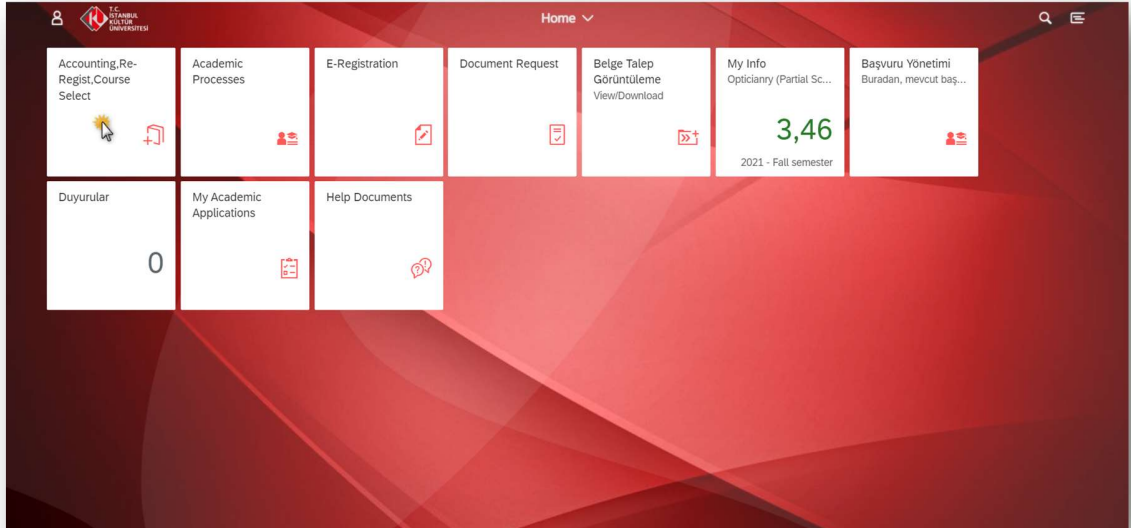 T.C.
İSTANBUL
KÜLTÜR
ÜNİVERSİTESİ
Home
Accounting,Re-
Regist,Course
Select
Academic
Processes
E-Registration
Document Request
Belge Talep
Görüntüleme
View/Download
My Info
Opticianry (Partial Sc...
3,46
2021 - Fall semester
Başvuru Yönetimi
Buradan, mevcut baş...
Duyurular
0
My Academic
Applications
Help Documents